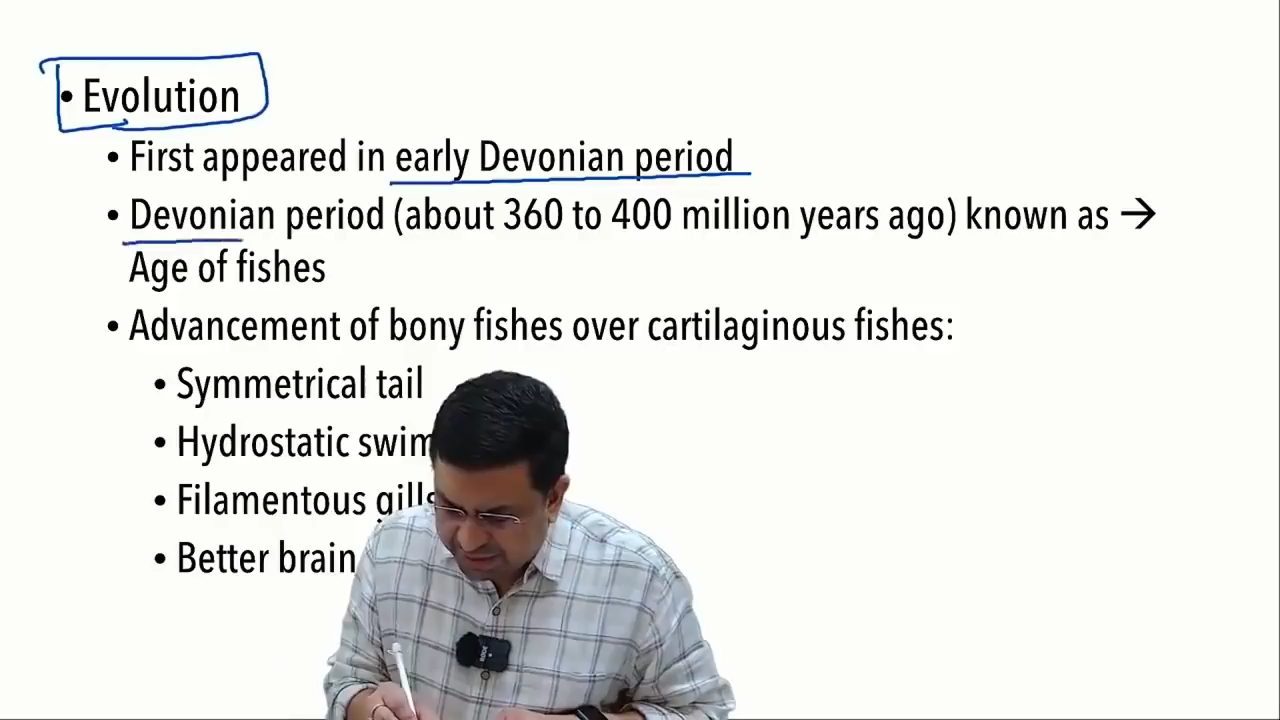 • Evolution
• First appeared in early Devonian period
• Devonian period (about 360 to 400 million years ago) known as →
Age of fishes
• Advancement of bony fishes over cartilaginous fishes:
• Symmetrical tail
• Hydrostatic
• Filamentous gills
• Better brain